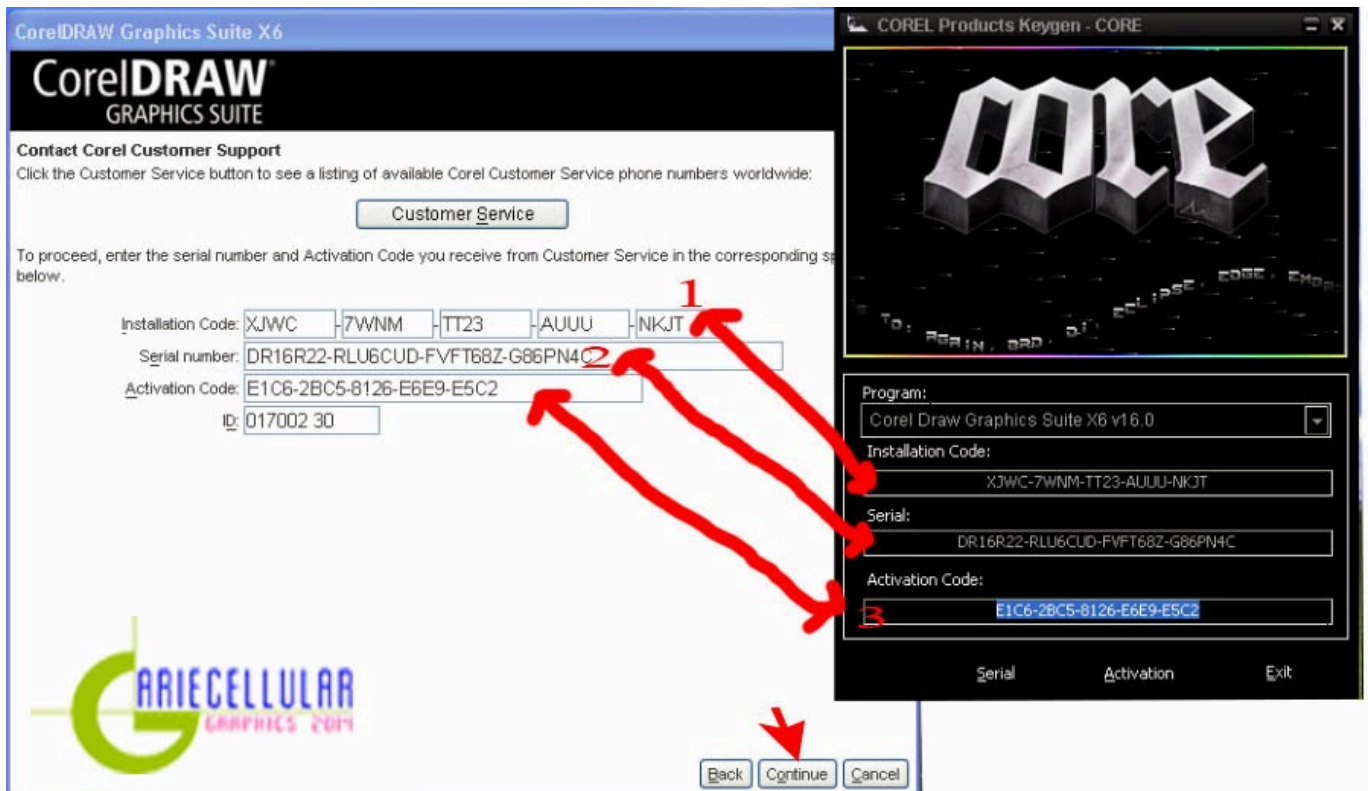 CorelDRAW Graphics Suite X6
CorelDRAW
GRAPHICS SUITE
Contact Corel Customer Support
Click the Customer Service button to see a listing of available Corel Customer Service phone numbers worldwide:
Customer Service
To proceed, enter the serial number and Activation Code you receive from Customer Service in the corresponding
below.
1
Installation Code: XJWC - 7WNM - TT23 - AUUU - NKJT
Serial number: DR16R22-RLU6CUD-FVFT68Z-G86PN4C
2
Activation Code: E1C6-2BC5-8126-E6E9-E5C2
ID: 017002 30
ARIECELLULAR
GRAPHICS 2014
Back Continue Cancel
COREL Products Keygen - CORE
CORE
Program:
Corel Draw Graphics Suite X6 v16.0
Installation Code:
XJWC-7WNM-TT23-AUUU-NKJT
Serial:
DR16R22-RLU6CUD-FVFT68Z-G86PN4C
Activation Code:
3
E1C6-2BC5-8126-E6E9-E5C2
Serial Activation Exit